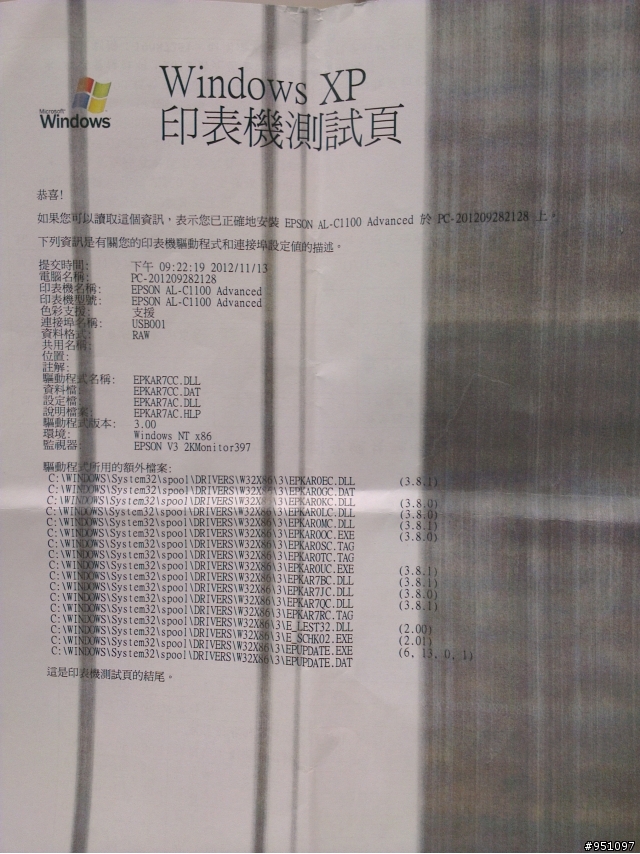 Microsoft
Windows
Windows XP
印表機測試頁
恭喜!
如果您可以讀取這個資訊，表示您已正確地安裝 EPSON AL-C1100 Advanced 於 PC-201209282128 上。
下列資訊是有關您的印表機驅動程式和連接埠設定值的描述。
提交時間: 下午 09:22:19 2012/11/13
電腦名稱: PC-201209282128
印表機名稱: EPSON AL-C1100 Advanced
印表機型號: EPSON AL-C1100 Advanced
色彩支援: 支援
連接埠名稱: USB001
資料格式: RAW
共用名稱:
位置:
註解:
驅動程式名稱: EPKAR7CC.DLL
資料檔: EPKAR7CC.DAT
設定檔: EPKAR7AC.DLL
說明檔案: EPKAR7AC.HLP
驅動程式版本: 3.00
環境: Windows NT x86
監視器: EPSON V3 2KMonitor397
驅動程式所用的額外檔案:
C:\WINDOWS\System32\spool\DRIVERS\W32X86\3\EPKAR0EC.DLL (3.8.1)
C:\WINDOWS\System32\spool\DRIVERS\W32X86\3\EPKAR0GC.DAT
C:\WINDOWS\System32\spool\DRIVERS\W32X86\3\EPKAR0KC.DLL (3.8.0)
C:\WINDOWS\System32\spool\DRIVERS\W32X86\3\EPKAR0LC.DLL (3.8.0)
C:\WINDOWS\System32\spool\DRIVERS\W32X86\3\EPKAR0MC.DLL (3.8.1)
C:\WINDOWS\System32\spool\DRIVERS\W32X86\3\EPKAR0OC.EXE (3.8.0)
C:\WINDOWS\System32\spool\DRIVERS\W32X86\3\EPKAR0SC.TAG
C:\WINDOWS\System32\spool\DRIVERS\W32X86\3\EPKAR0TC.TAG
C:\WINDOWS\System32\spool\DRIVERS\W32X86\3\EPKAR0UC.EXE (3.8.1)
C:\WINDOWS\System32\spool\DRIVERS\W32X86\3\EPKAR7BC.DLL (3.8.1)
C:\WINDOWS\System32\spool\DRIVERS\W32X86\3\EPKAR7JC.DLL (3.8.0)
C:\WINDOWS\System32\spool\DRIVERS\W32X86\3\EPKAR7QC.DLL (3.8.1)
C:\WINDOWS\System32\spool\DRIVERS\W32X86\3\EPKAR7RC.TAG
C:\WINDOWS\System32\spool\DRIVERS\W32X86\3\E_LEST32.DLL (2.00)
C:\WINDOWS\System32\spool\DRIVERS\W32X86\3\E_SCHK02.EXE (2.01)
C:\WINDOWS\System32\spool\DRIVERS\W32X86\3\EPUPDATE.EXE (6, 13, 0, 1)
C:\WINDOWS\System32\spool\DRIVERS\W32X86\3\EPUPDATE.DAT
這是印表機測試頁的結尾。
#951097